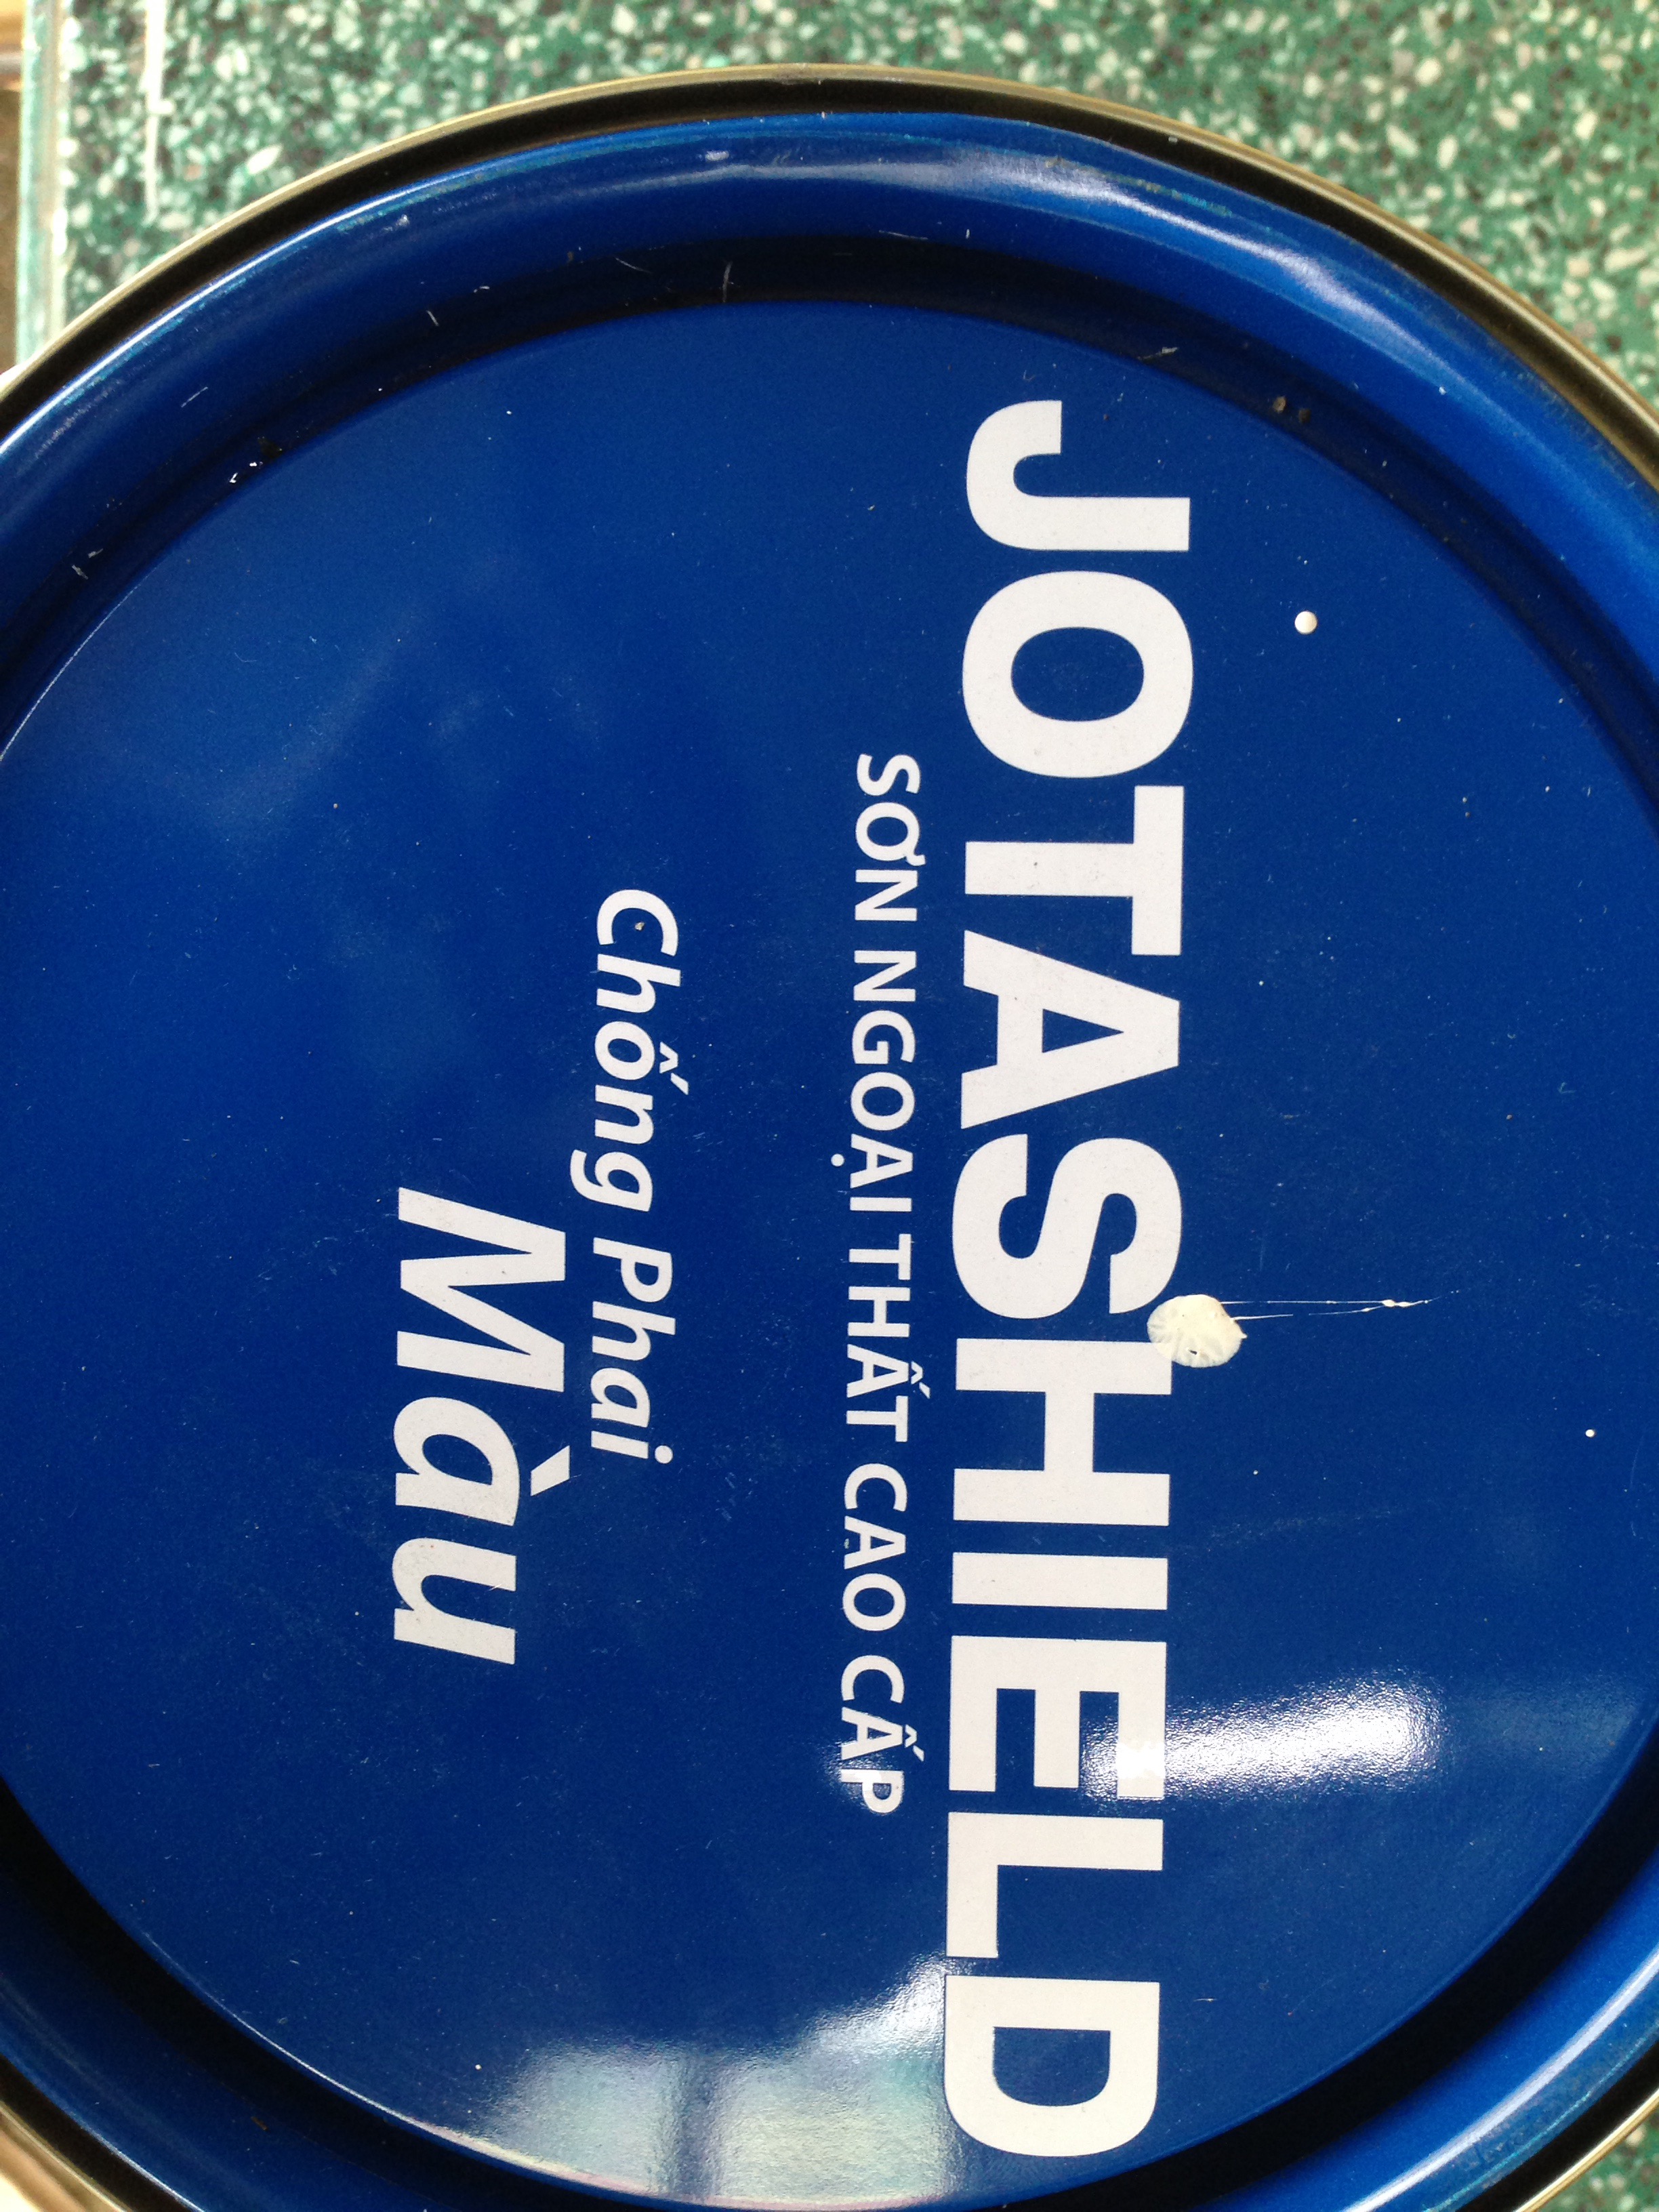 JOTASHIELD
SƠN NGOẠI THẤT CAO CẤP
Chống Phai
Màu